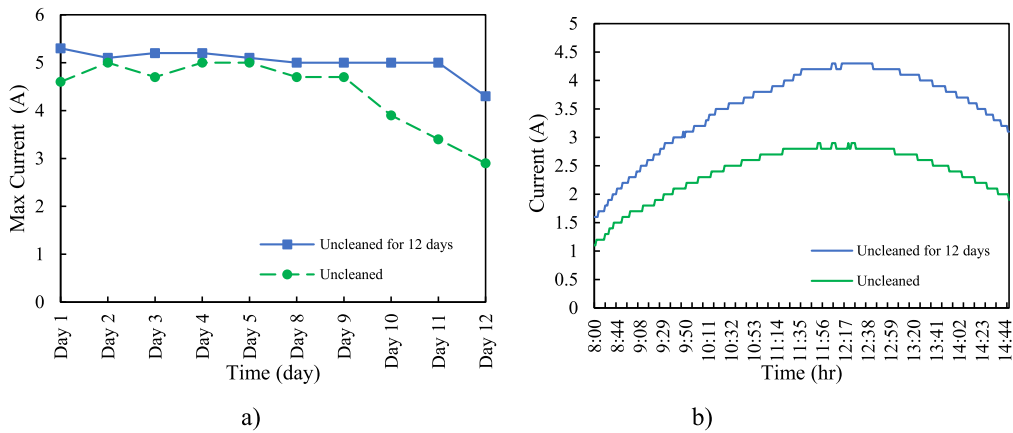 6
5
4
3
2
1
0
Max Current (A)
Uncleaned for 12 days
Uncleaned
Day 1
Day 2
Day 3
Day 4
Day 5
Day 8
Day 9
Day 10
Day 11
Day 12
Time (day)
a)
5
4.5
4
3.5
3
2.5
2
1.5
1
0.5
0
Current (A)
Uncleaned for 12 days
Uncleaned
8:00
8:44
9:08
9:29
9:50
10:11
10:32
10:53
11:14
11:35
11:56
12:17
12:38
12:59
13:20
13:41
14:02
14:23
14:44
Time (hr)
b)